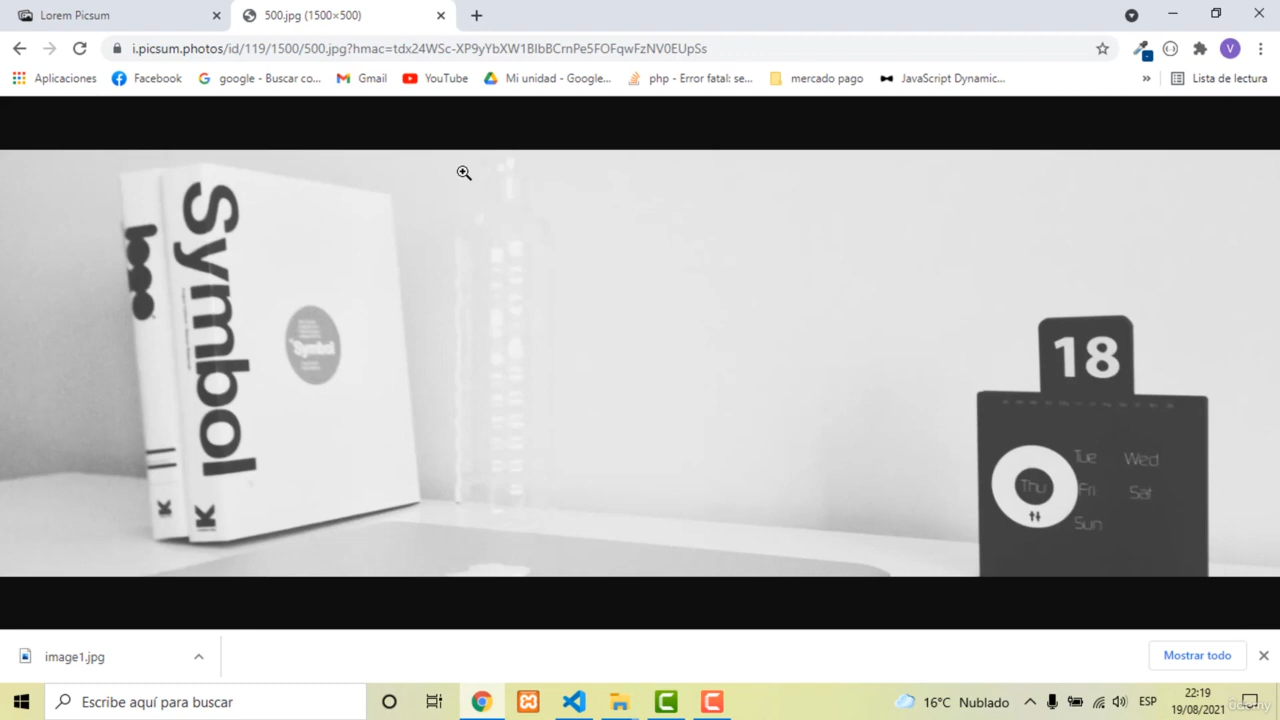 Lorem Picsum
500.jpg (1500×500)
i.picsum.photos/id/119/1500/500.jpg?hmac=tdx24WSc-XP9yYbXW1BIbBCrnPe5FOFqwFzNV0EUpSs
V
Aplicaciones
Facebook
google - Buscar co...
Gmail
YouTube
Mi unidad - Google...
php - Error fatal: se...
mercado pago
JavaScript Dynamic...
»
Lista de lectura
logo
Symbol
Symbol
K
K
18
Thu
Tue
Wed
Fri
Sat
Sun
image1.jpg
Mostrar todo
Escribe aquí para buscar
16°C Nublado
ESP
22:19
19/08/2021
Udemy